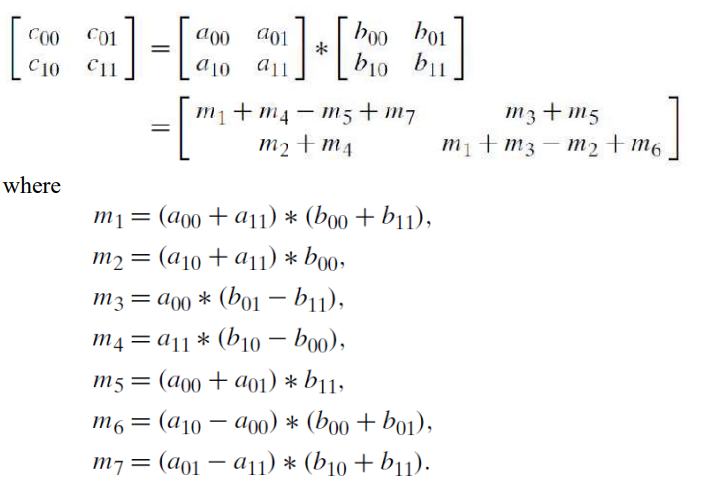 [ c₀₀ c₀₁ ] = [ a₀₀ a₀₁ ] * [ b₀₀ b₀₁ ]
[ c₁₀ c₁₁ ] [ a₁₀ a₁₁ ] [ b₁₀ b₁₁ ]
= [ m₁ + m₄ − m₅ + m₇ m₃ + m₅ ]
[ m₂ + m₄ m₁ + m₃ − m₂ + m₆ ]
where
m₁ = (a₀₀ + a₁₁) * (b₀₀ + b₁₁),
m₂ = (a₁₀ + a₁₁) * b₀₀,
m₃ = a₀₀ * (b₀₁ − b₁₁),
m₄ = a₁₁ * (b₁₀ − b₀₀),
m₅ = (a₀₀ + a₀₁) * b₁₁,
m₆ = (a₁₀ − a₀₀) * (b₀₀ + b₀₁),
m₇ = (a₀₁ − a₁₁) * (b₁₀ + b₁₁).